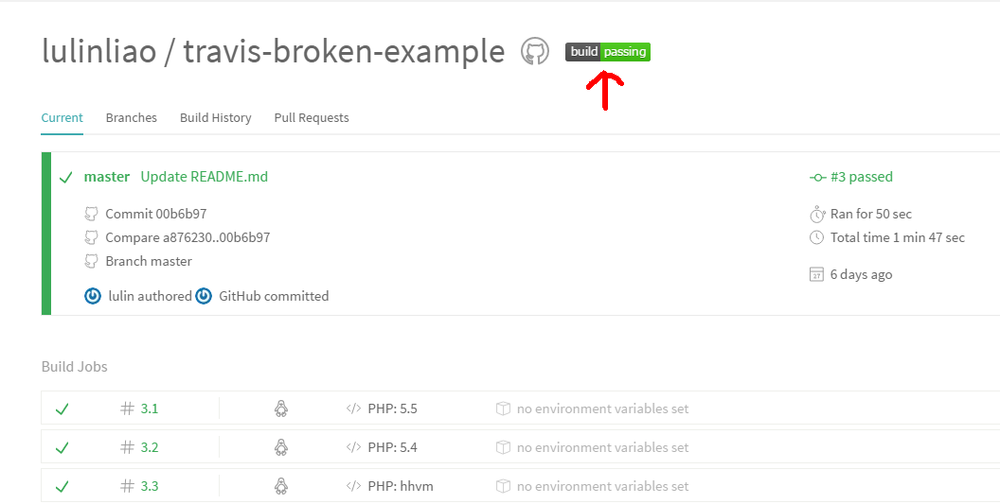 lulinliao / travis-broken-example build passing
Current Branches Build History Pull Requests
master Update README.md #3 passed
Commit 00b6b97 Ran for 50 sec
Compare a876230..00b6b97 Total time 1 min 47 sec
Branch master
6 days ago
lulin authored GitHub committed
Build Jobs
# 3.1 </> PHP: 5.5 no environment variables set
# 3.2 </> PHP: 5.4 no environment variables set
# 3.3 </> PHP: hhvm no environment variables set